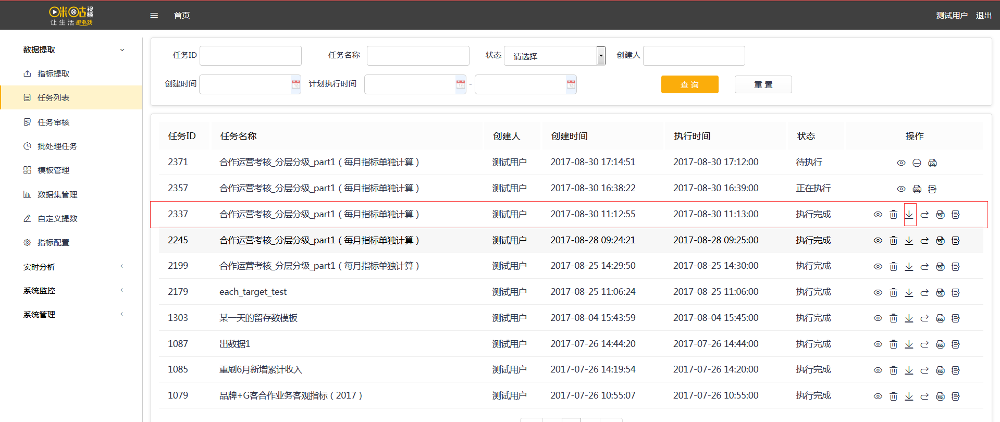 咪咕视频
让生活更有戏
首页
测试用户 退出
数据提取
指标提取
任务列表
任务审核
批处理任务
模板管理
数据集管理
自定义提数
指标配置
实时分析
系统监控
系统管理
任务ID 任务名称 状态 请选择 创建人
创建时间 计划执行时间 -
查 询 重 置
任务ID 任务名称 创建人 创建时间 执行时间 状态 操作
2371 合作运营考核_分层分级_part1（每月指标单独计算） 测试用户 2017-08-30 17:14:51 2017-08-30 17:12:00 待执行
2357 合作运营考核_分层分级_part1（每月指标单独计算） 测试用户 2017-08-30 16:38:22 2017-08-30 16:39:00 正在执行
2337 合作运营考核_分层分级_part1（每月指标单独计算） 测试用户 2017-08-30 11:12:55 2017-08-30 11:13:00 执行完成
2245 合作运营考核_分层分级_part1（每月指标单独计算） 测试用户 2017-08-28 09:24:21 2017-08-28 09:25:00 执行完成
2199 合作运营考核_分层分级_part1（每月指标单独计算） 测试用户 2017-08-25 14:29:50 2017-08-25 14:30:00 执行完成
2179 each_target_test 测试用户 2017-08-25 11:06:24 2017-08-25 11:06:00 执行完成
1303 某一天的留存数模板 测试用户 2017-08-04 15:43:59 2017-08-04 15:45:00 执行完成
1087 出数据1 测试用户 2017-07-26 14:44:20 2017-07-26 14:44:00 执行完成
1085 重刷6月新增累计收入 测试用户 2017-07-26 14:19:54 2017-07-26 14:20:00 执行完成
1079 品牌+G客合作业务客观指标（2017） 测试用户 2017-07-26 10:55:07 2017-07-26 10:55:00 执行完成